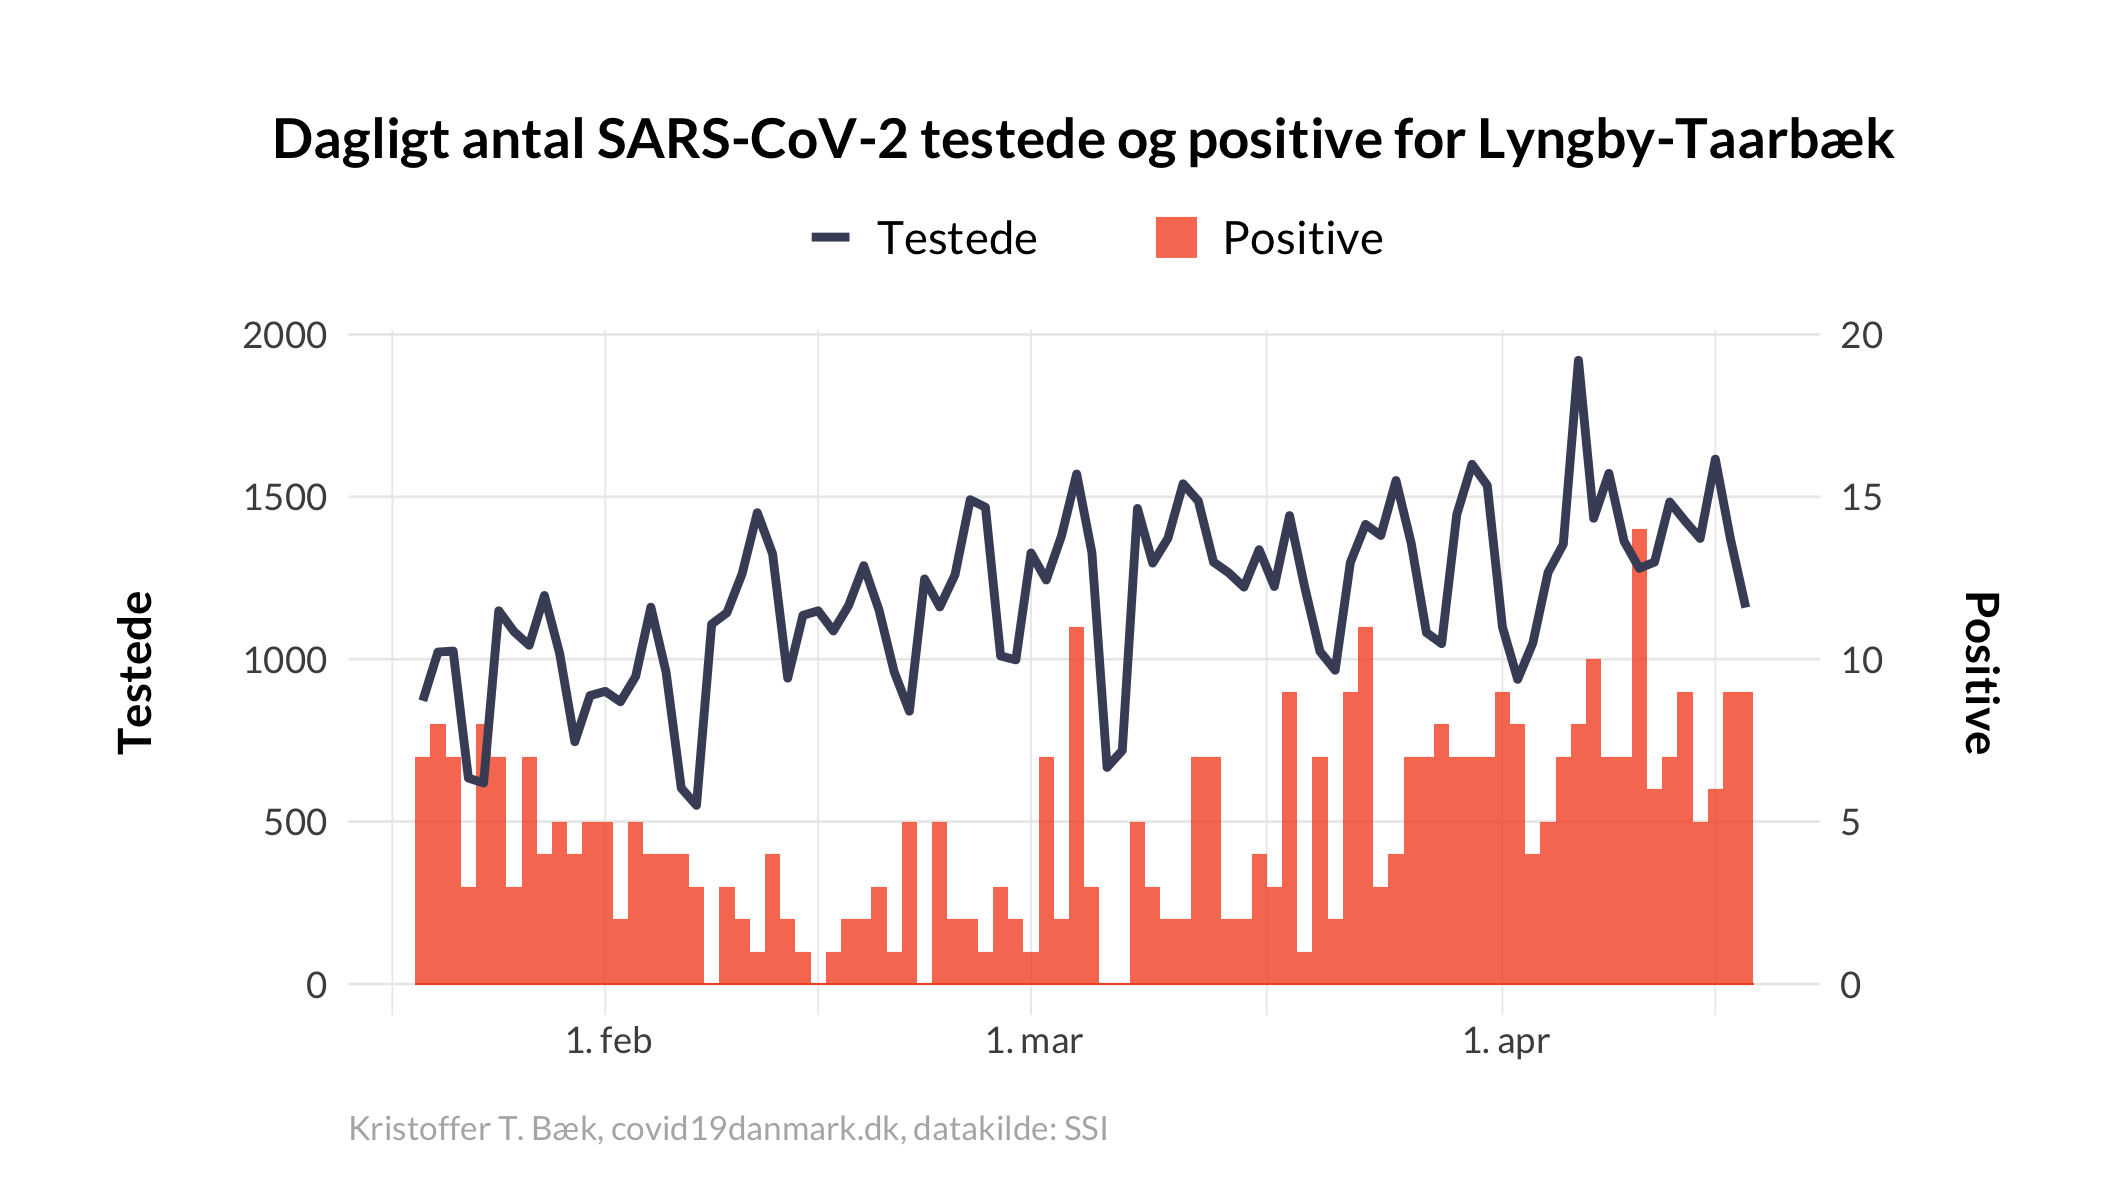 Dagligt antal SARS-CoV-2 testede og positive for Lyngby-Taarbæk
Testede Positive
2000 20
1500 15
1000 10
500 5
0 0
Testede
Positive
1. feb 1. mar 1. apr
Kristoffer T. Bæk, covid19danmark.dk, datakilde: SSI